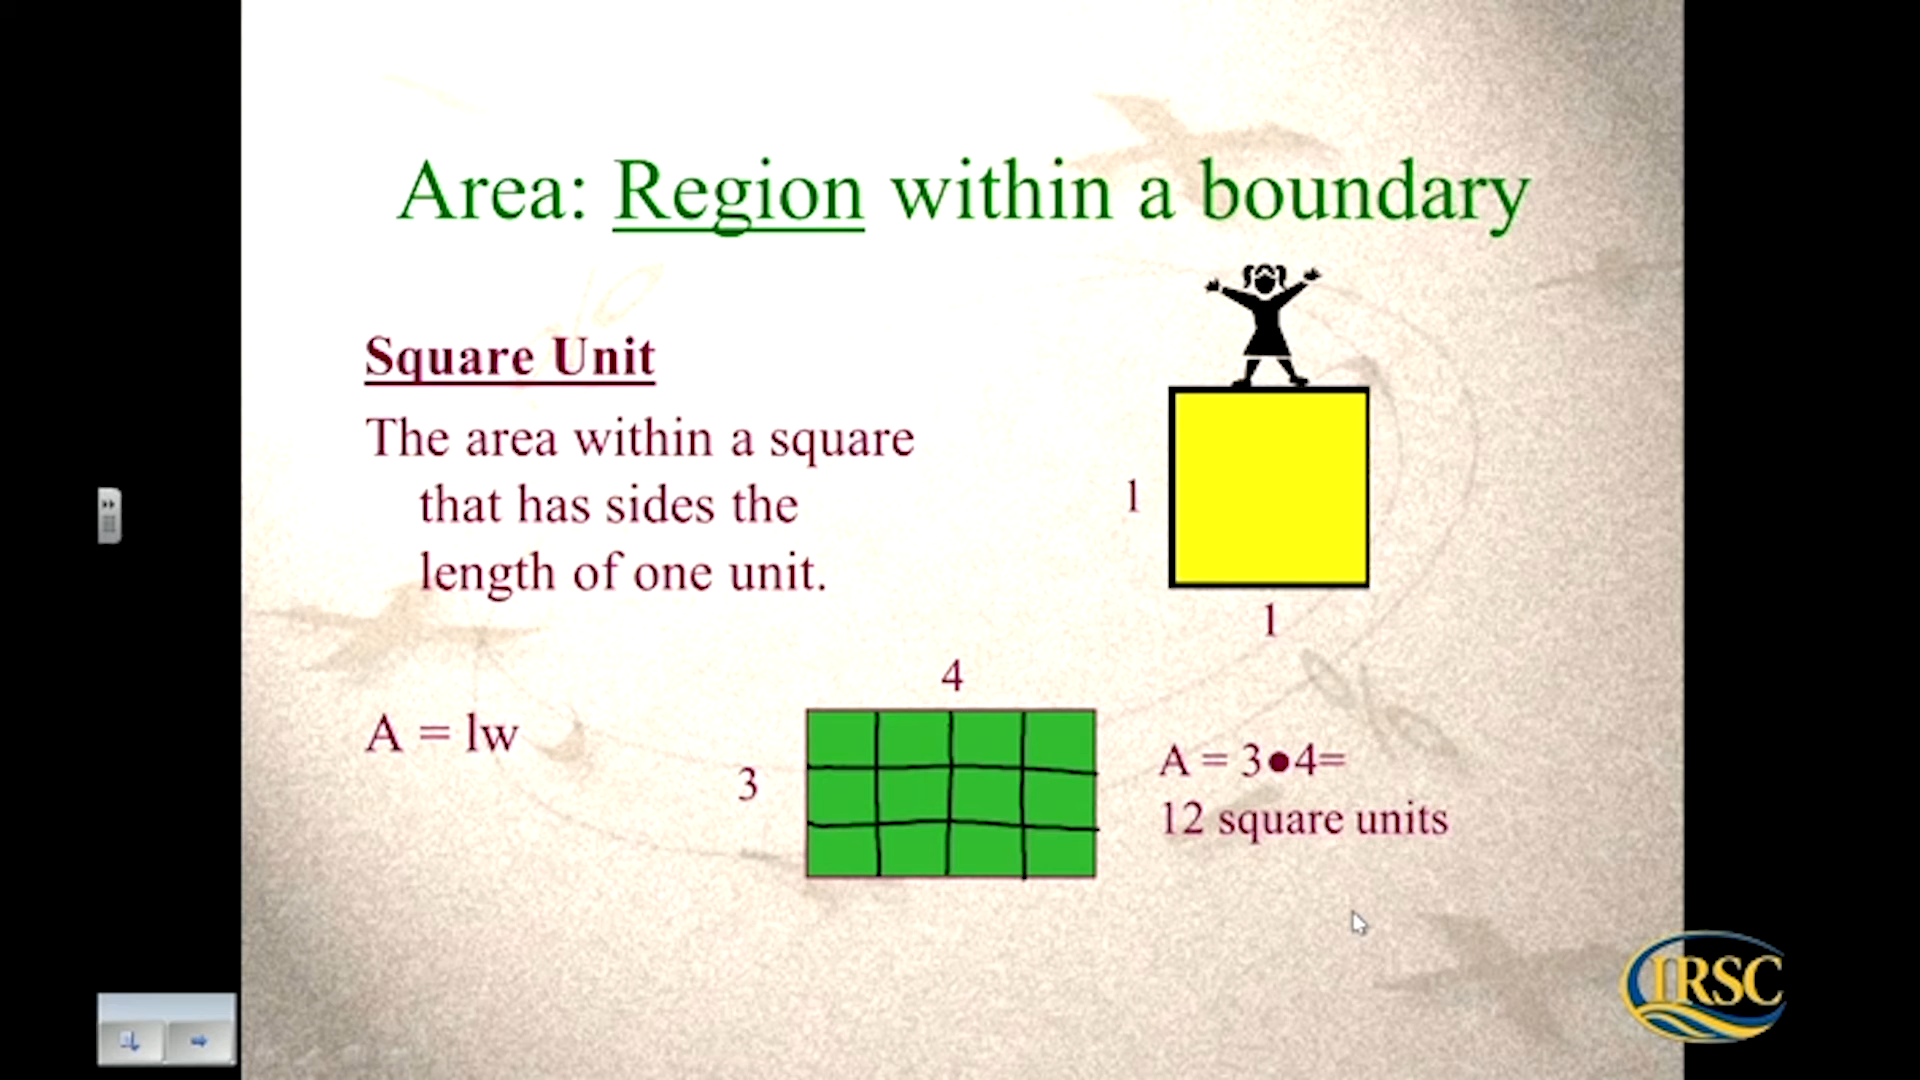 Area: Region within a boundary
Square Unit
The area within a square
that has sides the
length of one unit.
1
1
4
A = lw
3
A = 3●4=
12 square units
IRSC